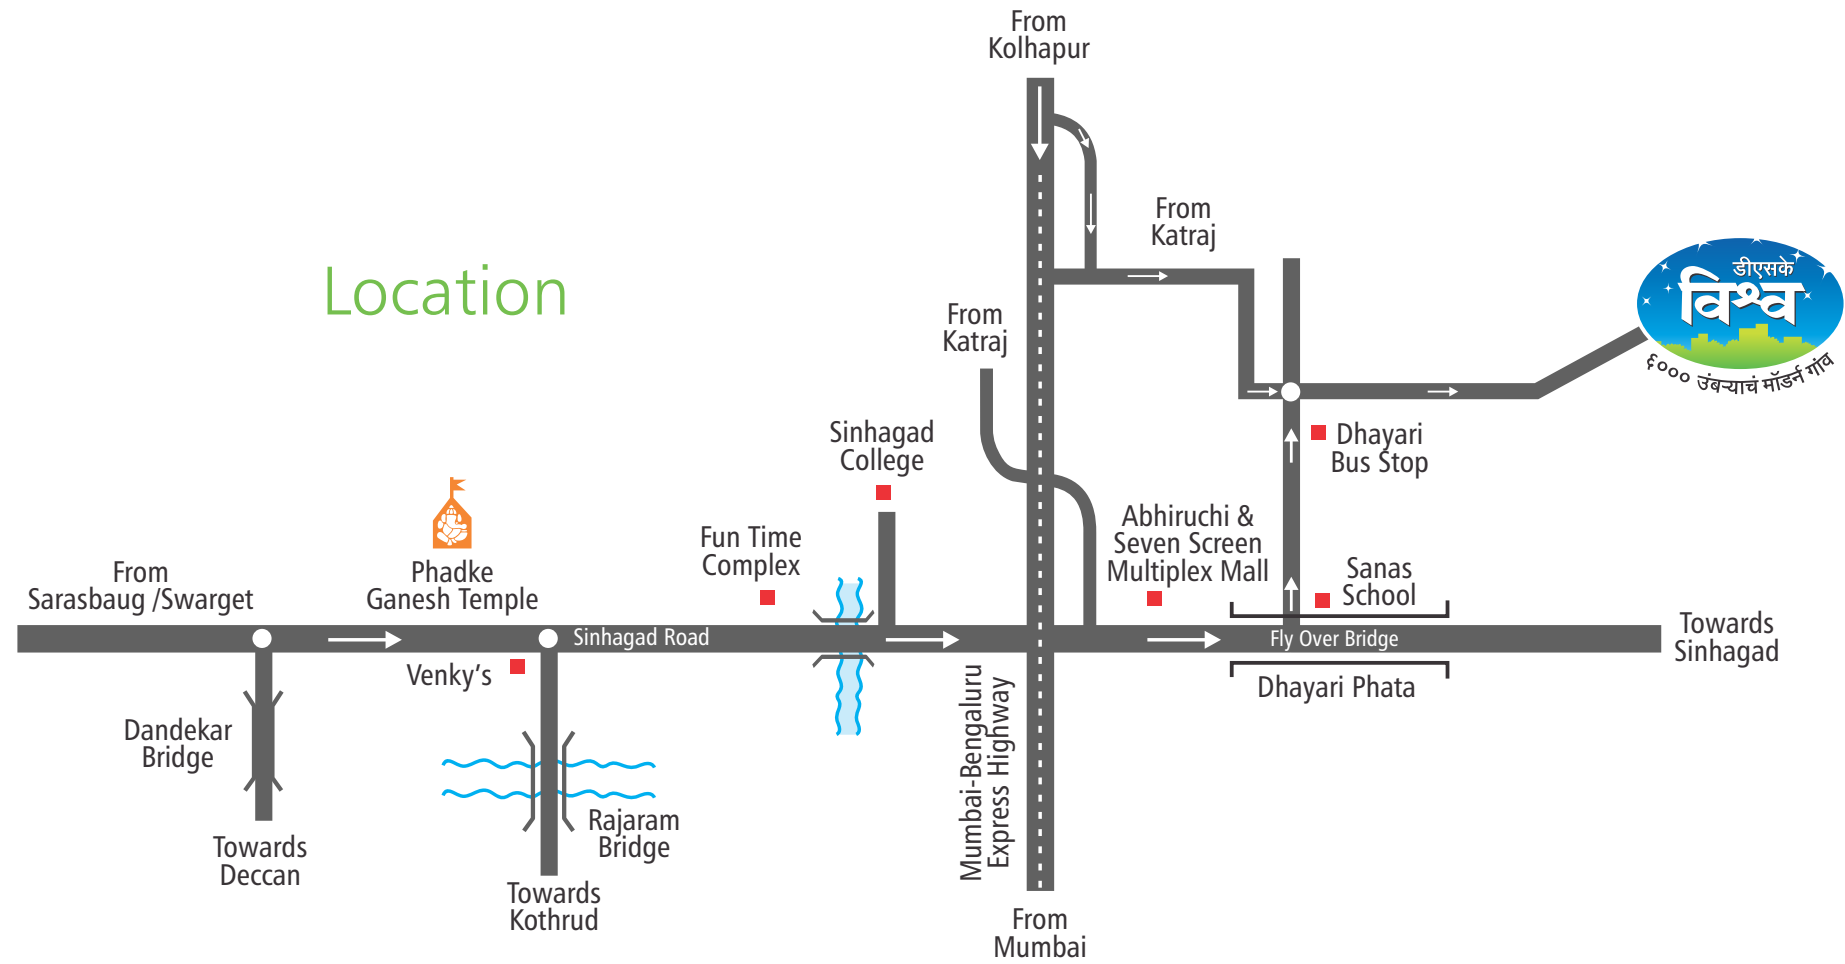 From
Kolhapur
From
Katraj
Location
डीएसके
विश्व
६००० उंबऱ्याचं मॉडर्न गांव
From
Katraj
Sinhagad
College
Dhayari
Bus Stop
Abhiruchi &
Seven Screen
Multiplex Mall
Fun Time
Complex
From
Sarasbaug /Swarget
Phadke
Ganesh Temple
Sanas
School
Sinhagad Road
Fly Over Bridge
Towards
Sinhagad
Venky's
Dhayari Phata
Dandekar
Bridge
Mumbai-Bengaluru
Express Highway
Rajaram
Bridge
Towards
Deccan
Towards
Kothrud
From
Mumbai